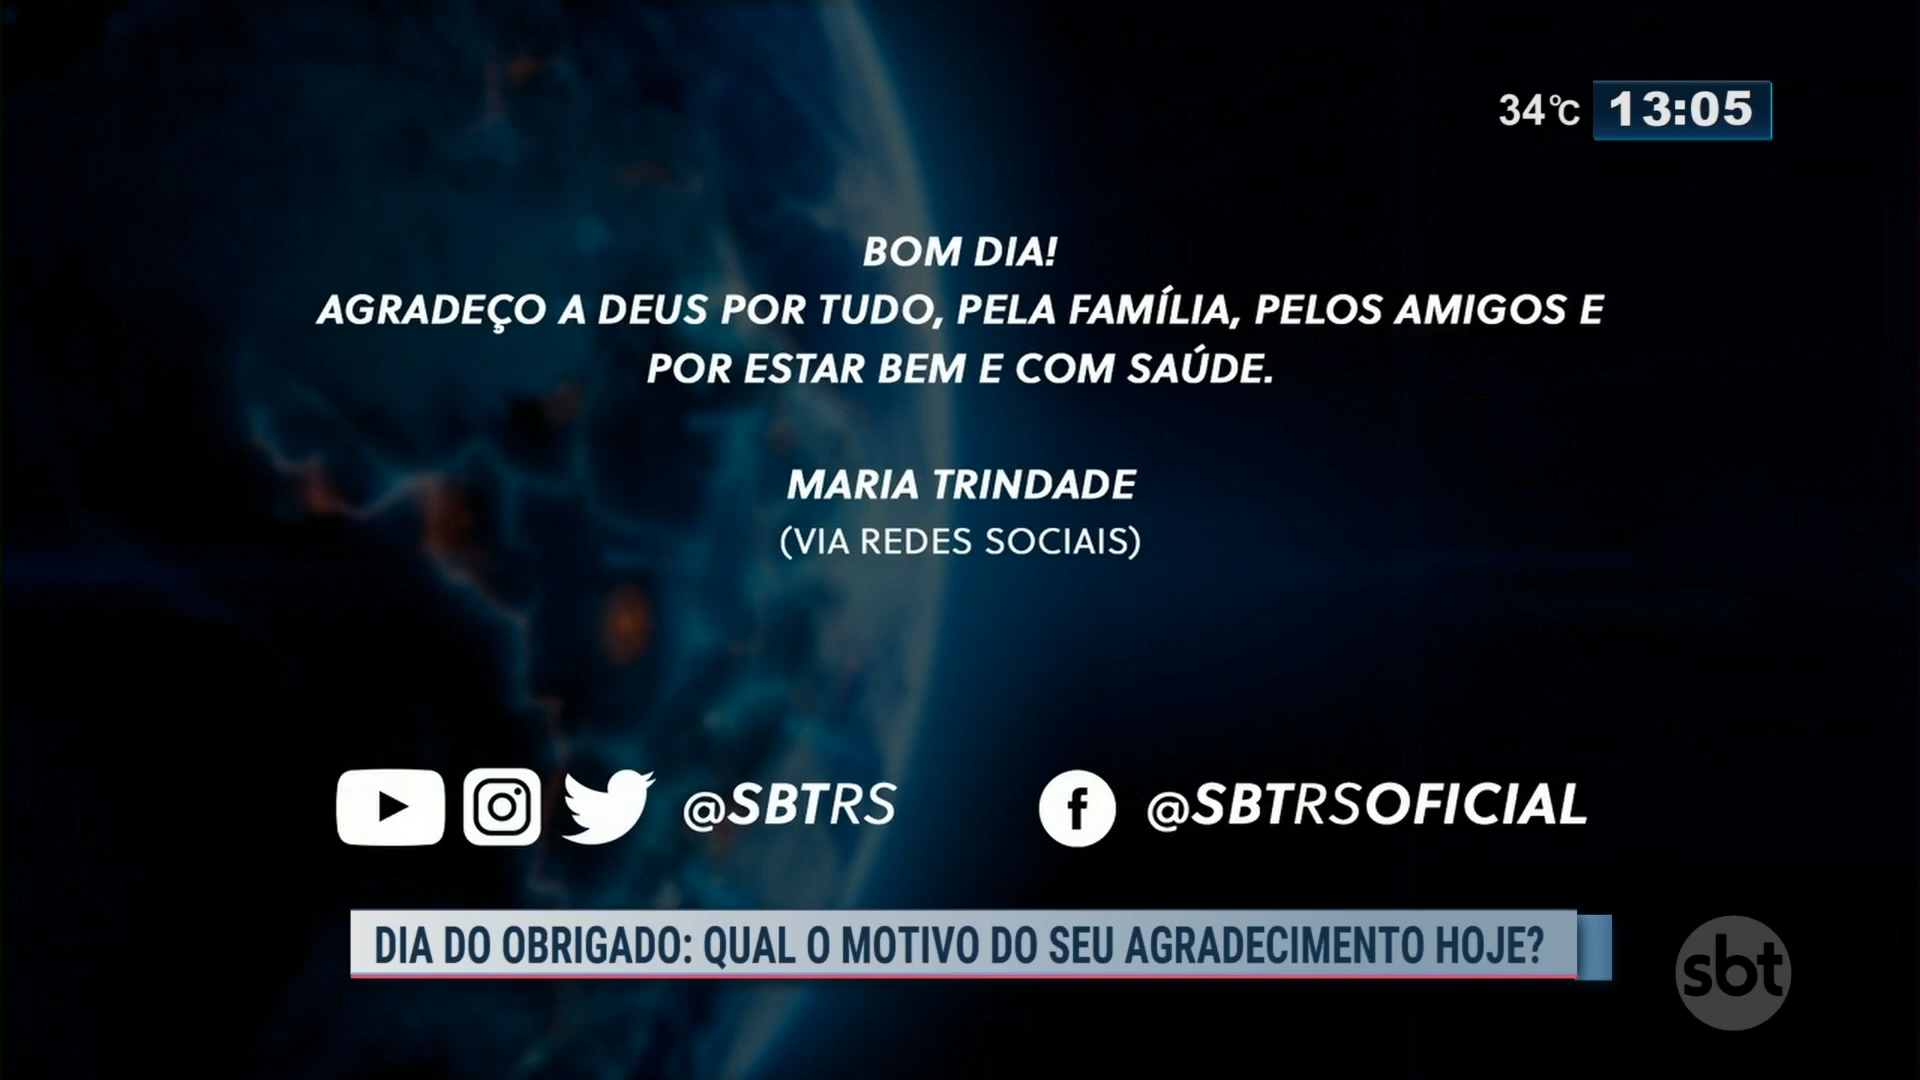 34°C 13:05
BOM DIA!
AGRADEÇO A DEUS POR TUDO, PELA FAMÍLIA, PELOS AMIGOS E
POR ESTAR BEM E COM SAÚDE.
MARIA TRINDADE
(VIA REDES SOCIAIS)
@SBTRS
f @SBTRSOFICIAL
DIA DO OBRIGADO: QUAL O MOTIVO DO SEU AGRADECIMENTO HOJE?
sbt